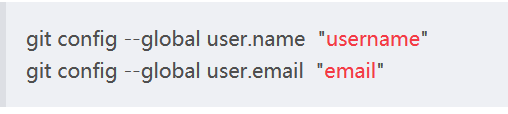 git config --global user.name  "username"
git config --global user.email  "email"